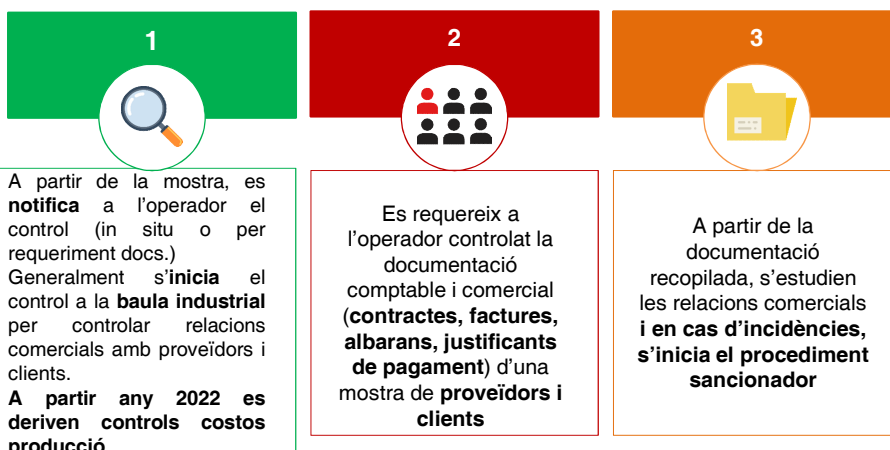 1
A partir de la mostra, es
notifica a l’operador el
control (in situ o per
requeriment docs.)
Generalment s’inicia el
control a la baula industrial
per controlar relacions
comercials amb proveïdors i
clients.
A partir any 2022 es
deriven controls costos
producció
2
Es requereix a
l’operador controlat la
documentació
comptable i comercial
(contractes, factures,
albarans, justificants
de pagament) d’una
mostra de proveïdors i
clients
3
A partir de la
documentació
recopilada, s’estudien
les relacions comercials
i en cas d’incidències,
s’inicia el procediment
sancionador